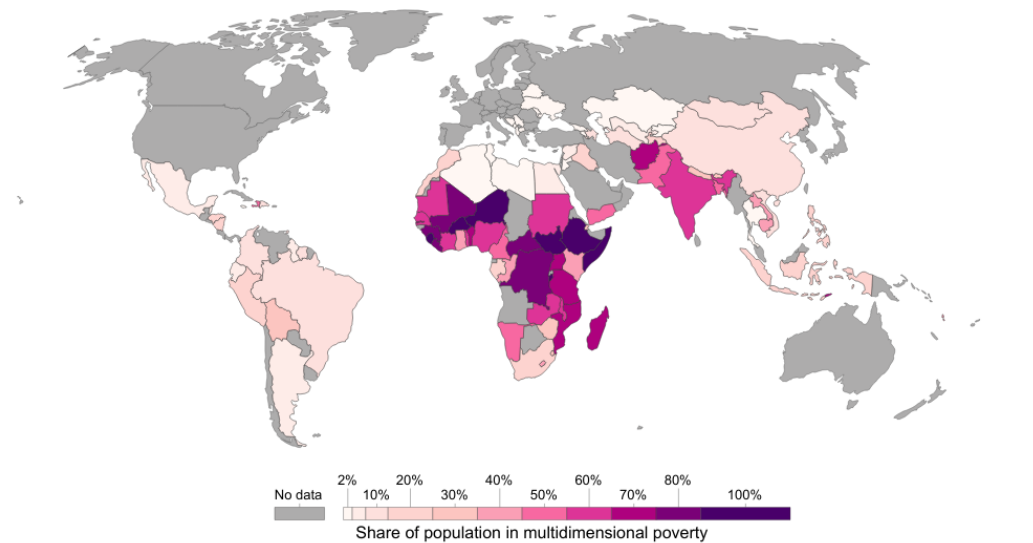 2% 20% 40% 60% 80%
No data 10% 30% 50% 70% 100%
Share of population in multidimensional poverty